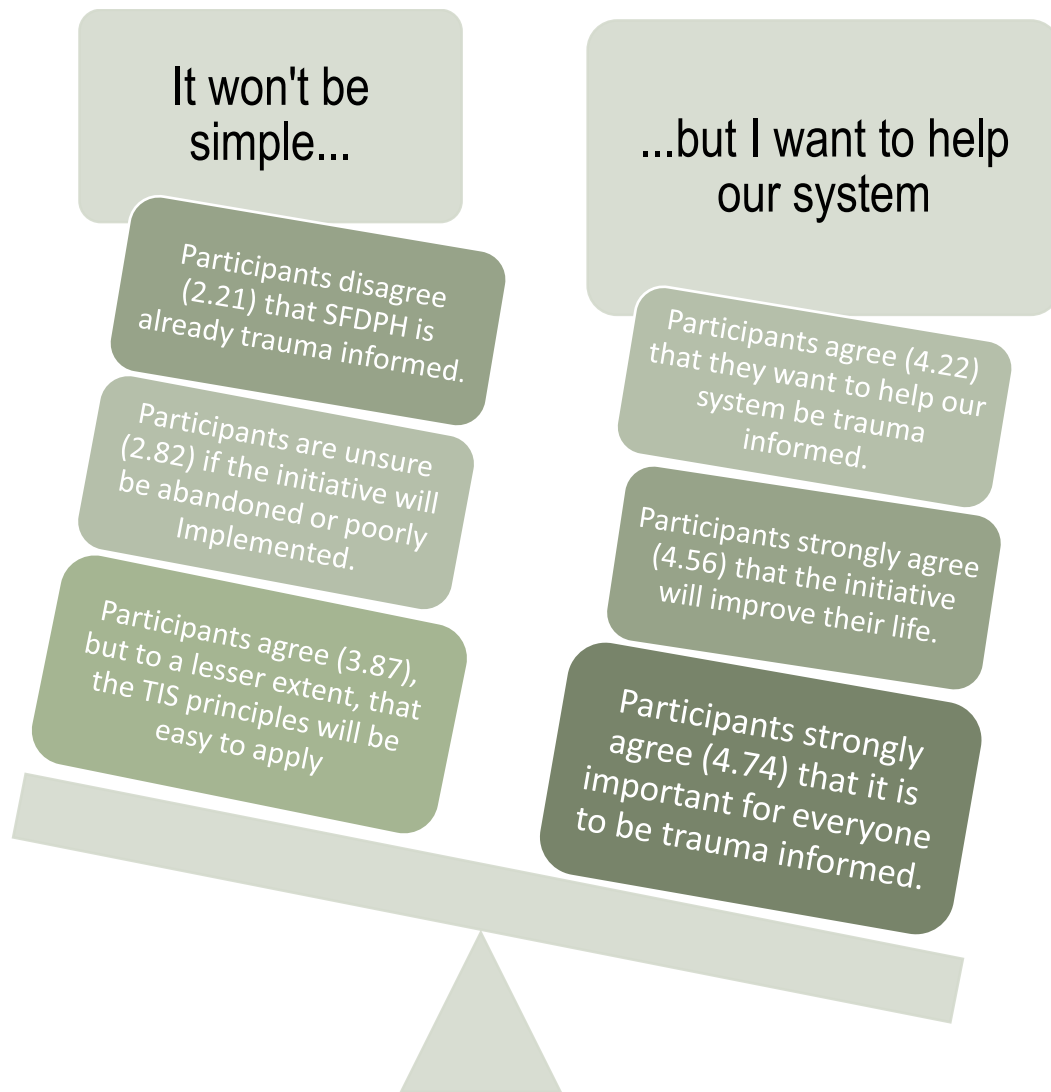 It won't be
simple...
Participants disagree
(2.21) that SFDPH is
already trauma informed.
Participants are unsure
(2.82) if the initiative will
be abandoned or poorly
Implemented.
Participants agree (3.87),
but to a lesser extent, that
the TIS principles will be
easy to apply
...but I want to help
our system
Participants agree (4.22)
that they want to help our
system be trauma
informed.
Participants strongly agree
(4.56) that the initiative
will improve their life.
Participants strongly
agree (4.74) that it is
important for everyone
to be trauma informed.